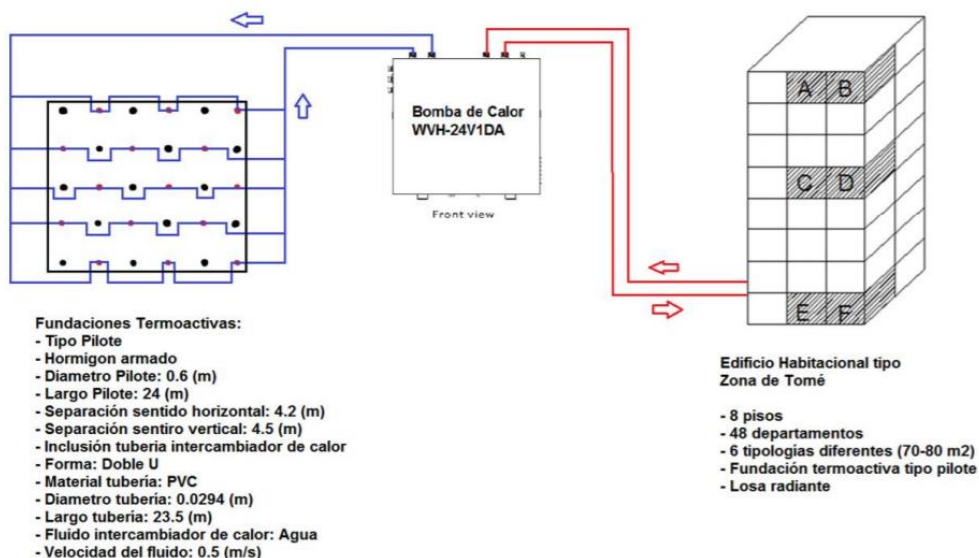 Bomba de Calor
WVH-24V1DA
Front view
A B
C D
E F
Fundaciones Termoactivas:
- Tipo Pilote
- Hormigon armado
- Diametro Pilote: 0.6 (m)
- Largo Pilote: 24 (m)
- Separación sentido horizontal: 4.2 (m)
- Separación sentiro vertical: 4.5 (m)
- Inclusión tuberia intercambiador de calor
- Forma: Doble U
- Material tubería: PVC
- Diametro tubería: 0.0294 (m)
- Largo tubería: 23.5 (m)
- Fluido intercambiador de calor: Agua
- Velocidad del fluido: 0.5 (m/s)
Edificio Habitacional tipo
Zona de Tomé
- 8 pisos
- 48 departamentos
- 6 tipologias diferentes (70-80 m2)
- Fundación termoactiva tipo pilote
- Losa radiante